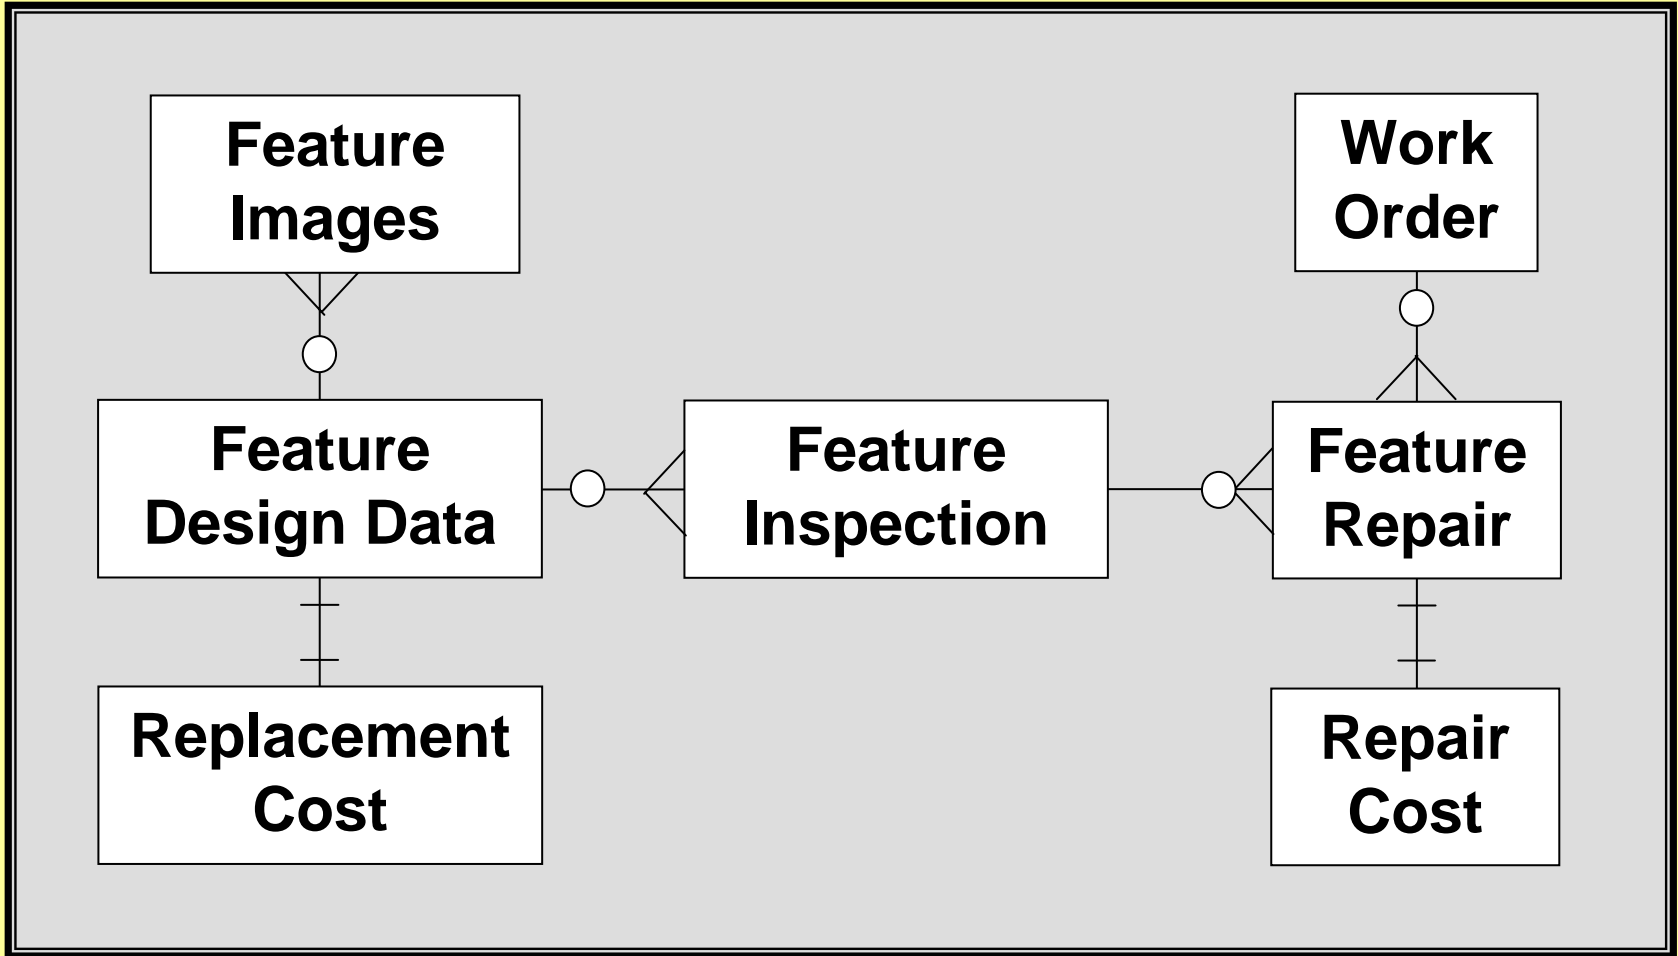 Feature
Images
Work
Order
Feature
Design Data
Feature
Inspection
Feature
Repair
Replacement
Cost
Repair
Cost